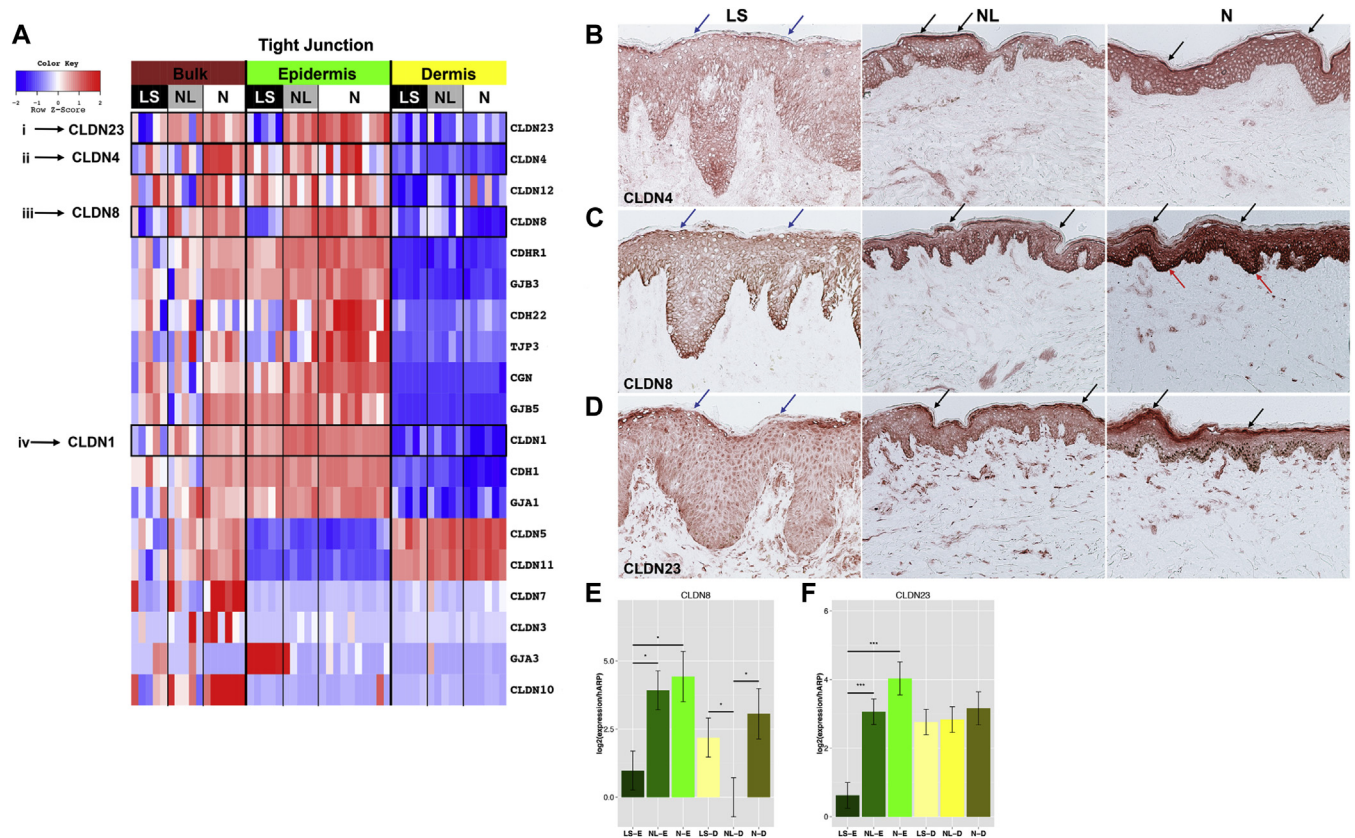 A
Tight Junction
Color Key
-2 -1 0 1 2
Row Z-Score
Bulk Epidermis Dermis
LS NL N LS NL N LS NL N
i CLDN23
ii CLDN4
iii CLDN8
iv CLDN1
CLDN23
CLDN4
CLDN12
CLDN8
CDHR1
GJB3
CDH22
TJP3
CGN
GJB5
CLDN1
CDH1
GJA1
CLDN5
CLDN11
CLDN7
CLDN3
GJA3
CLDN10
LS NL N
B
CLDN4
C
CLDN8
D
CLDN23
E
CLDN8
log2(expression/hARP)
5.0
2.5
0.0
* * * *
LS-E NL-E N-E LS-D NL-D N-D
F
CLDN23
log2(expression/hARP)
6
4
2
0
*** ***
LS-E NL-E N-E LS-D NL-D N-D